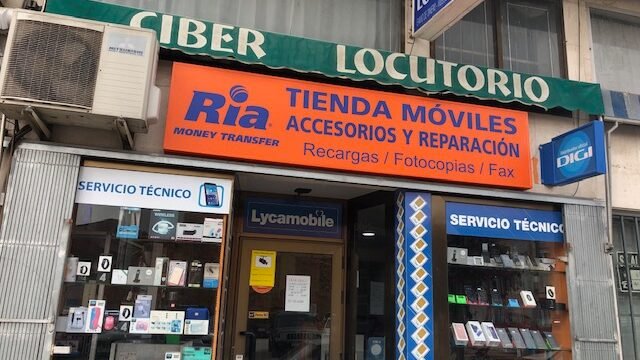 CIBER LOCUTORIO
Ria
MONEY TRANSFER
TIENDA MÓVILES
ACCESORIOS Y REPARACIÓN
Recargas / Fotocopias / Fax
DIGI
SERVICIO TÉCNICO
Lycamobile
SERVICIO TÉCNICO